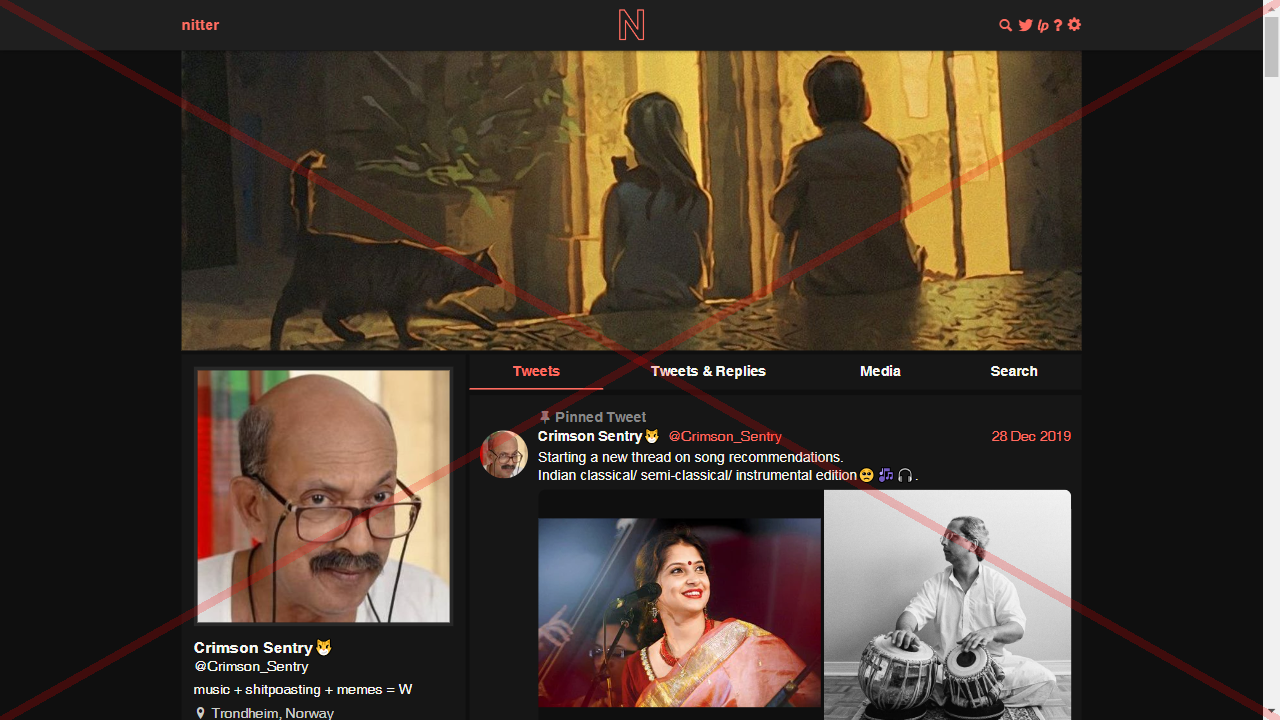 nitter
N
lp ?
Tweets
Tweets & Replies
Media
Search
Pinned Tweet
Crimson Sentry🐱 @Crimson_Sentry
28 Dec 2019
Starting a new thread on song recommendations.
Indian classical/ semi-classical/ instrumental edition🥺🎶🎧.
Crimson Sentry🐱
@Crimson_Sentry
music + shitpoasting + memes = W
Trondheim, Norway